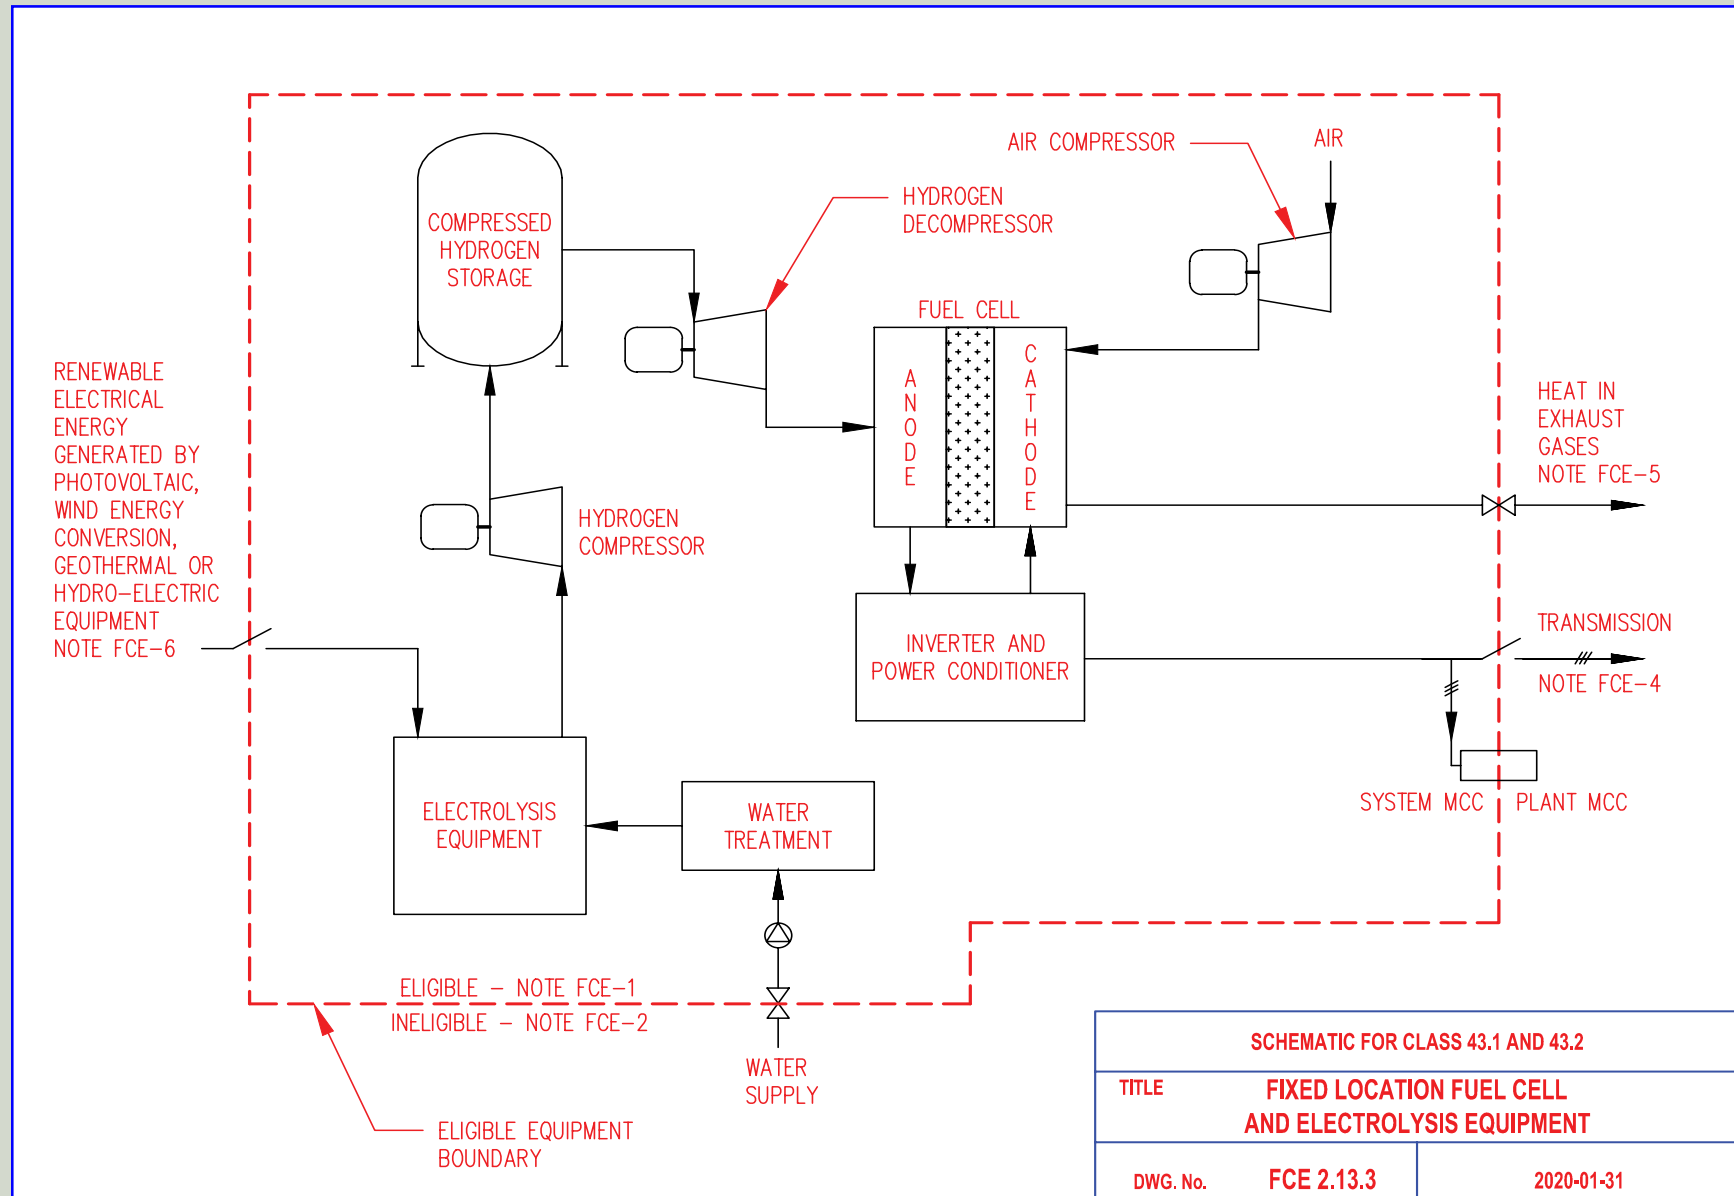 AIR COMPRESSOR
AIR
HYDROGEN
DECOMPRESSOR
COMPRESSED
HYDROGEN
STORAGE
FUEL CELL
ANODE
CATHODE
RENEWABLE
ELECTRICAL
ENERGY
GENERATED BY
PHOTOVOLTAIC,
WIND ENERGY
CONVERSION,
GEOTHERMAL OR
HYDRO-ELECTRIC
EQUIPMENT
NOTE FCE-6
HEAT IN
EXHAUST
GASES
NOTE FCE-5
HYDROGEN
COMPRESSOR
INVERTER AND
POWER CONDITIONER
TRANSMISSION
NOTE FCE-4
SYSTEM MCC
PLANT MCC
ELECTROLYSIS
EQUIPMENT
WATER
TREATMENT
ELIGIBLE - NOTE FCE-1
INELIGIBLE - NOTE FCE-2
WATER
SUPPLY
ELIGIBLE EQUIPMENT
BOUNDARY
SCHEMATIC FOR CLASS 43.1 AND 43.2
TITLE FIXED LOCATION FUEL CELL
AND ELECTROLYSIS EQUIPMENT
DWG. No. FCE 2.13.3 2020-01-31